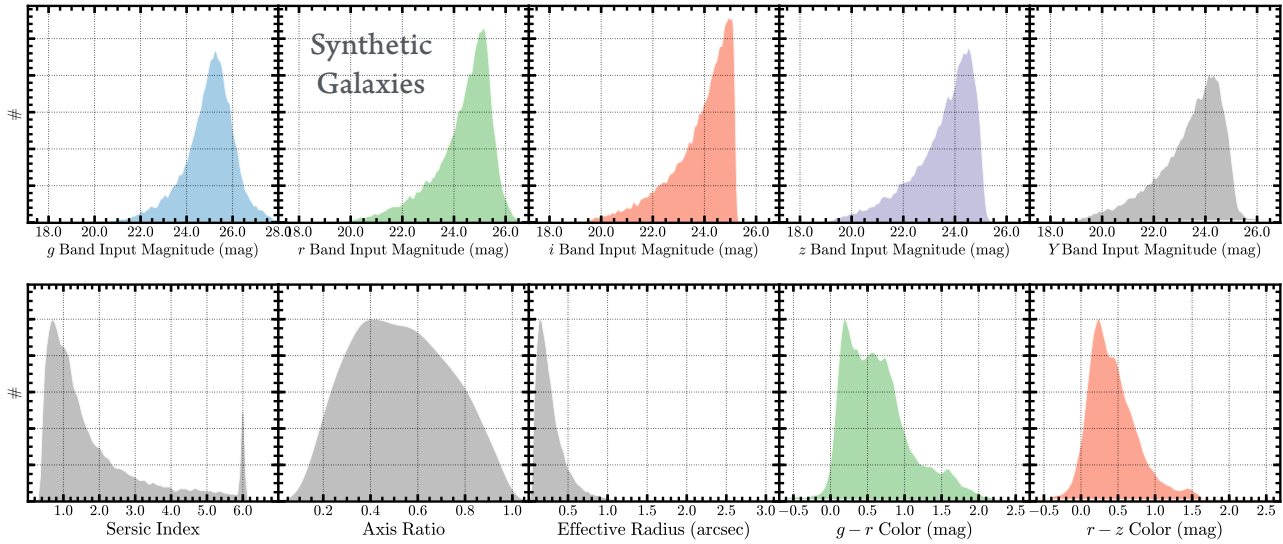 Synthetic
Galaxies
#
18.0 20.0 22.0 24.0 26.0 28.0
g Band Input Magnitude (mag)
18.0 20.0 22.0 24.0 26.0
r Band Input Magnitude (mag)
18.0 20.0 22.0 24.0 26.0
i Band Input Magnitude (mag)
18.0 20.0 22.0 24.0 26.0
z Band Input Magnitude (mag)
18.0 20.0 22.0 24.0 26.0
Y Band Input Magnitude (mag)
#
1.0 2.0 3.0 4.0 5.0 6.0
Sersic Index
0.2 0.4 0.6 0.8 1.0
Axis Ratio
0.5 1.0 1.5 2.0 2.5 3.0
Effective Radius (arcsec)
−0.5 0.0 0.5 1.0 1.5 2.0 2.5
g − r Color (mag)
−0.5 0.0 0.5 1.0 1.5 2.0 2.5
r − z Color (mag)